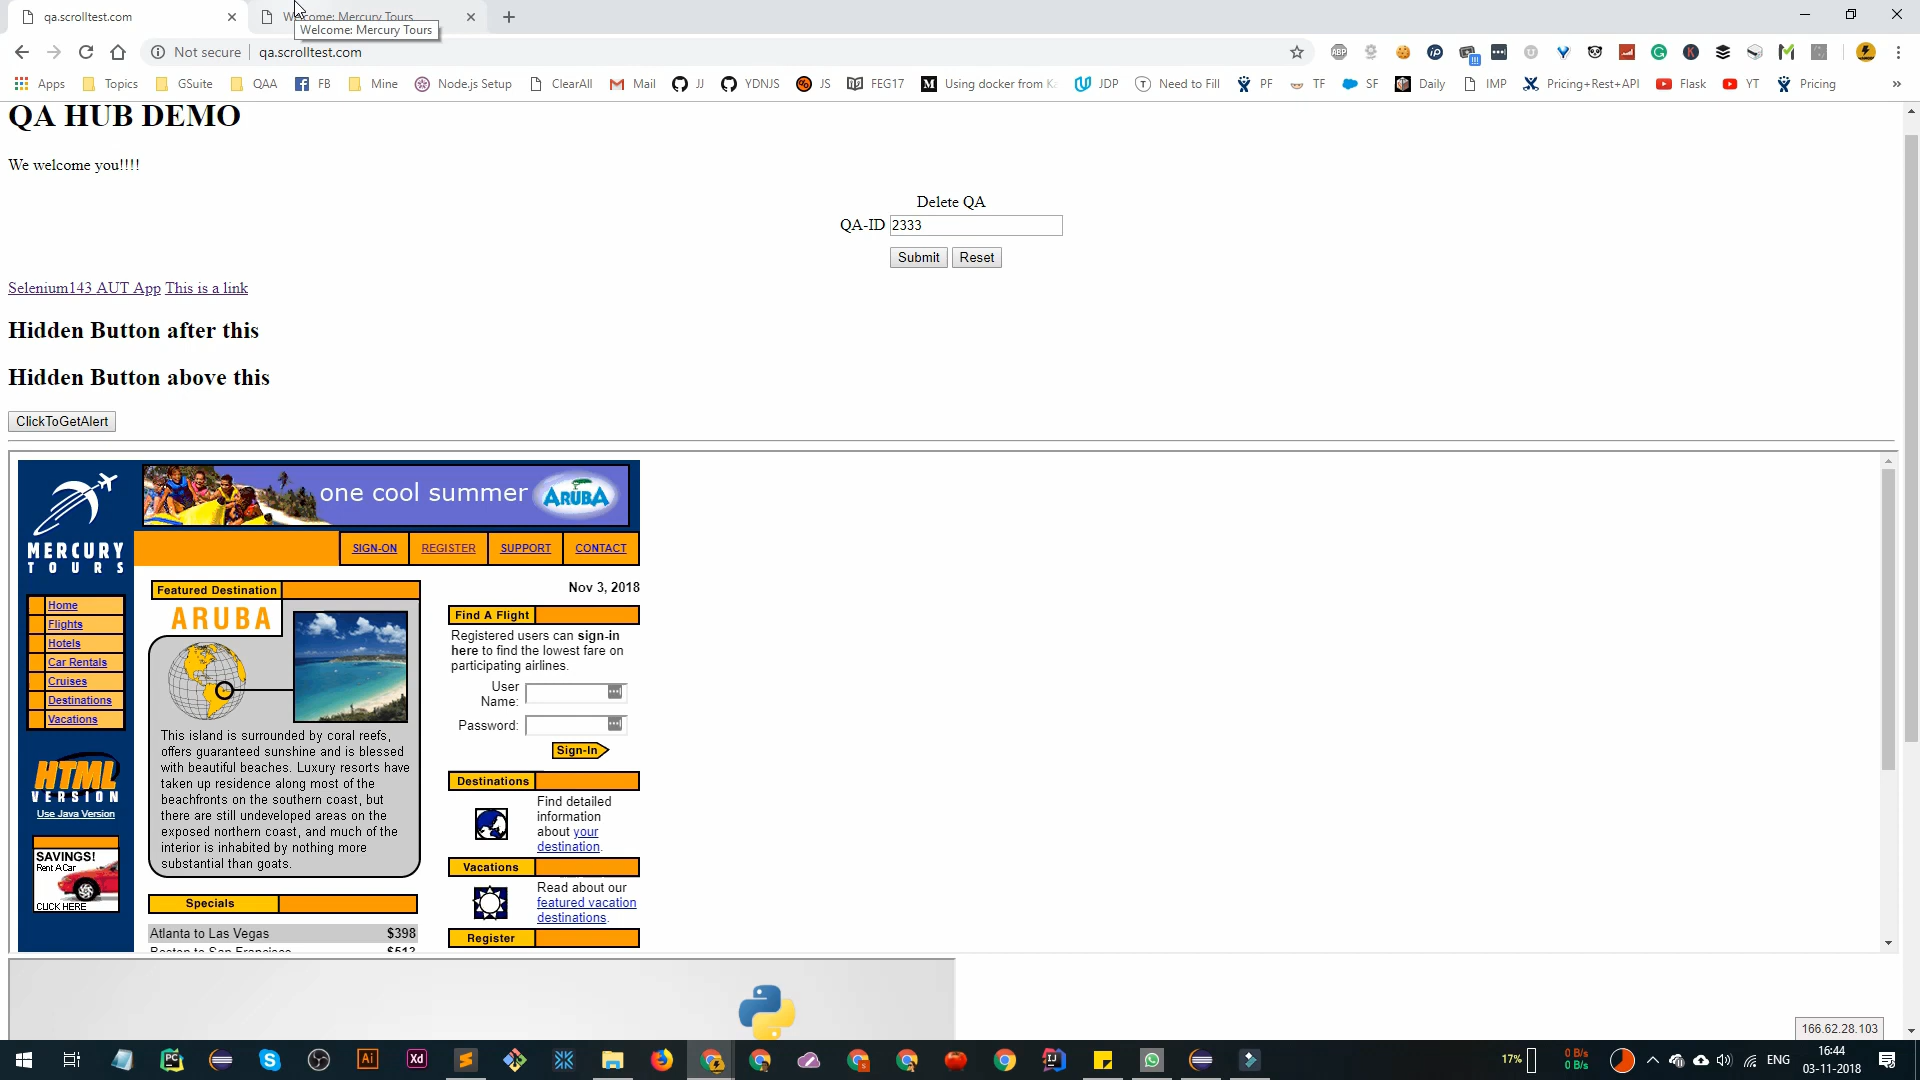 qa.scrolltest.com
Welcome: Mercury Tours
Welcome: Mercury Tours
Not secure
qa.scrolltest.com
Apps
Topics
GSuite
QAA
FB
Mine
Node.js Setup
ClearAll
Mail
JJ
YDNJS
JS
FEG17
Using docker from K
JDP
Need to Fill
PF
TF
SF
Daily
IMP
Pricing+Rest+API
Flask
YT
Pricing
QA HUB DEMO
We welcome you!!!!
Delete QA
QA-ID 2333
Submit Reset
Selenium143 AUT App This is a link
Hidden Button after this
Hidden Button above this
ClickToGetAlert
one cool summer ARUBA
MERCURY
TOURS
SIGN-ON REGISTER SUPPORT CONTACT
Home
Flights
Hotels
Car Rentals
Cruises
Destinations
Vacations
HTML
VERSION
Use Java Version
SAVINGS!
Rent A Car
CLICK HERE
Featured Destination
ARUBA
This island is surrounded by coral reefs,
offers guaranteed sunshine and is blessed
with beautiful beaches. Luxury resorts have
taken up residence along most of the
beachfronts on the southern coast, but
there are still undeveloped areas on the
exposed northern coast, and much of the
interior is inhabited by nothing more
substantial than goats.
Specials
Atlanta to Las Vegas $398
Boston to San Francisco $513
Nov 3, 2018
Find A Flight
Registered users can sign-in
here to find the lowest fare on
participating airlines.
User
Name:
Password:
Sign-In
Destinations
Find detailed
information
about your
destination.
Vacations
Read about our
featured vacation
destinations.
Register
166.62.28.103
17%
0 B/s
0 B/s
ENG
16:44
03-11-2018